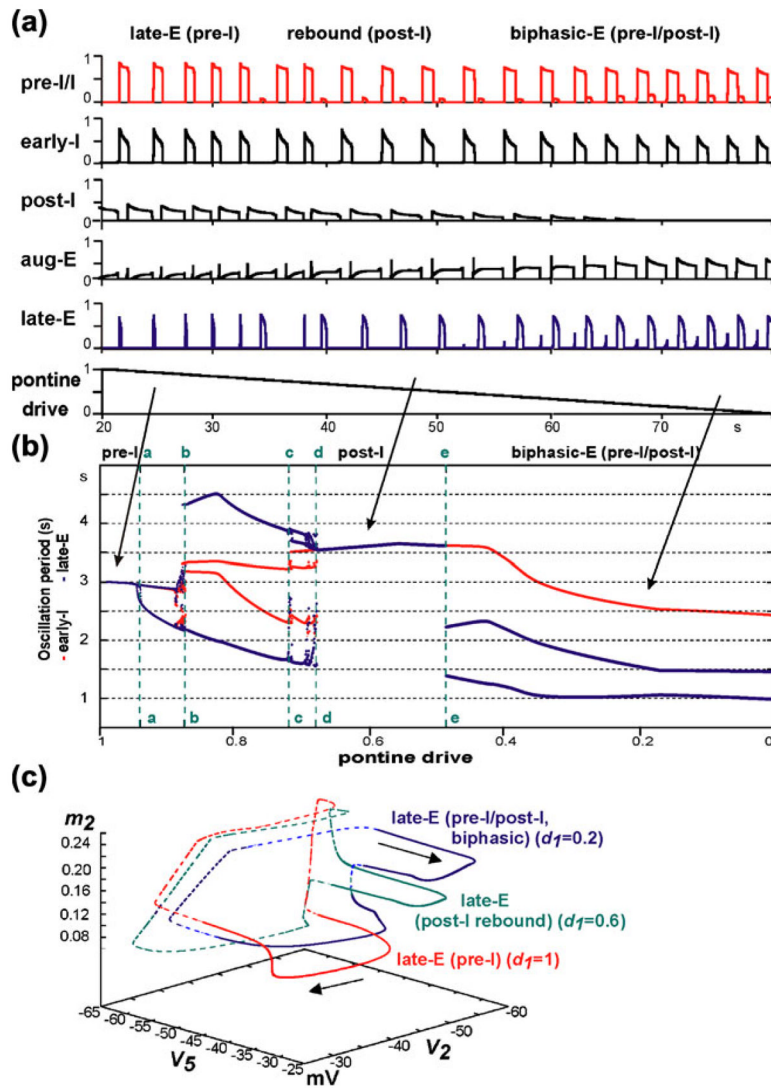 (a)
late-E (pre-I) rebound (post-I) biphasic-E (pre-I/post-I)
pre-I/I 1 0
early-I 1 0
post-I 1 0
aug-E 1 0
late-E 1 0
pontine drive 1 0
20 30 40 50 60 70 s
(b)
pre-I a b c d post-I e biphasic-E (pre-I/post-I)
s
4
3
2
1
Oscillation period (s)
- early-I - late-E
a b c d e
1 0.8 0.6 0.4 0.2 0
pontine drive
(c)
m2
0.26
0.24
0.20
0.16
0.12
0.08
late-E (pre-I/post-I,
biphasic) (d1=0.2)
late-E
(post-I rebound) (d1=0.6)
late-E (pre-I) (d1=1)
-65 -60 -55 -50 -45 -40 -35 -30 -25
V5
mV
-30 -40 -50 -60
V2